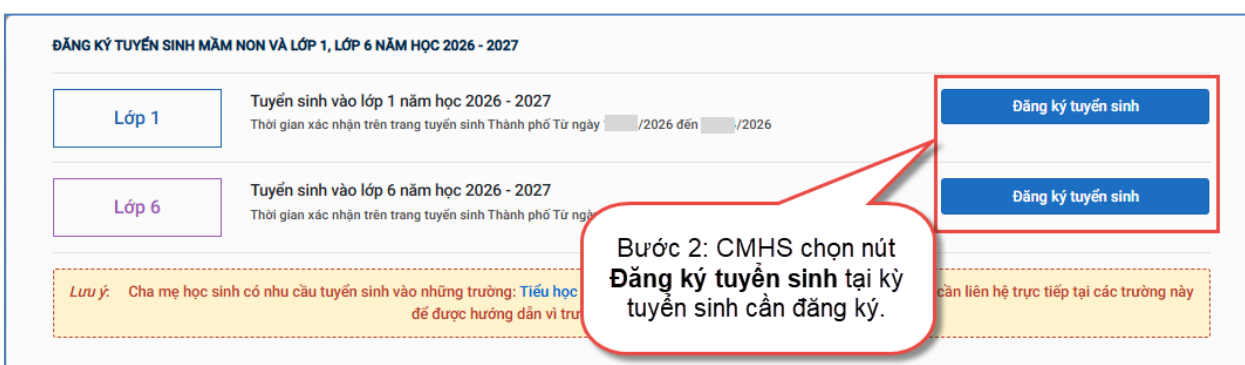 ĐĂNG KÝ TUYỂN SINH MẦM NON VÀ LỚP 1, LỚP 6 NĂM HỌC 2026 - 2027
Lớp 1
Tuyển sinh vào lớp 1 năm học 2026 - 2027
Thời gian xác nhận trên trang tuyển sinh Thành phố Từ ngày /2026 đến /2026
Đăng ký tuyển sinh
Lớp 6
Tuyển sinh vào lớp 6 năm học 2026 - 2027
Thời gian xác nhận trên trang tuyển sinh Thành phố Từ
Đăng ký tuyển sinh
Bước 2: CMHS chọn nút
Đăng ký tuyển sinh tại kỳ
tuyển sinh cần đăng ký.
Lưu ý: Cha mẹ học sinh có nhu cầu tuyển sinh vào những trường: Tiểu học cần liên hệ trực tiếp tại các trường này
để được hướng dẫn vì